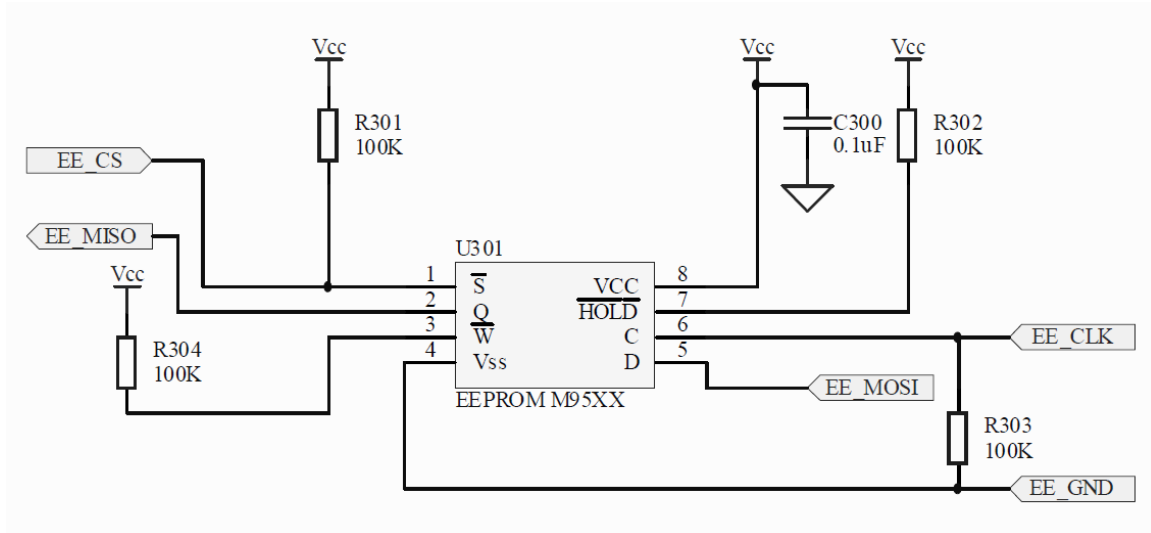 Vcc
Vcc
Vcc
R301
100K
C300
0.1uF
R302
100K
EE_CS
EE_MISO
Vcc
R304
100K
U301
1
S
VCC
8
2
Q
HOLD
7
3
W
C
6
4
Vss
D
5
EEPROM M95XX
EE_CLK
EE_MOSI
R303
100K
EE_GND